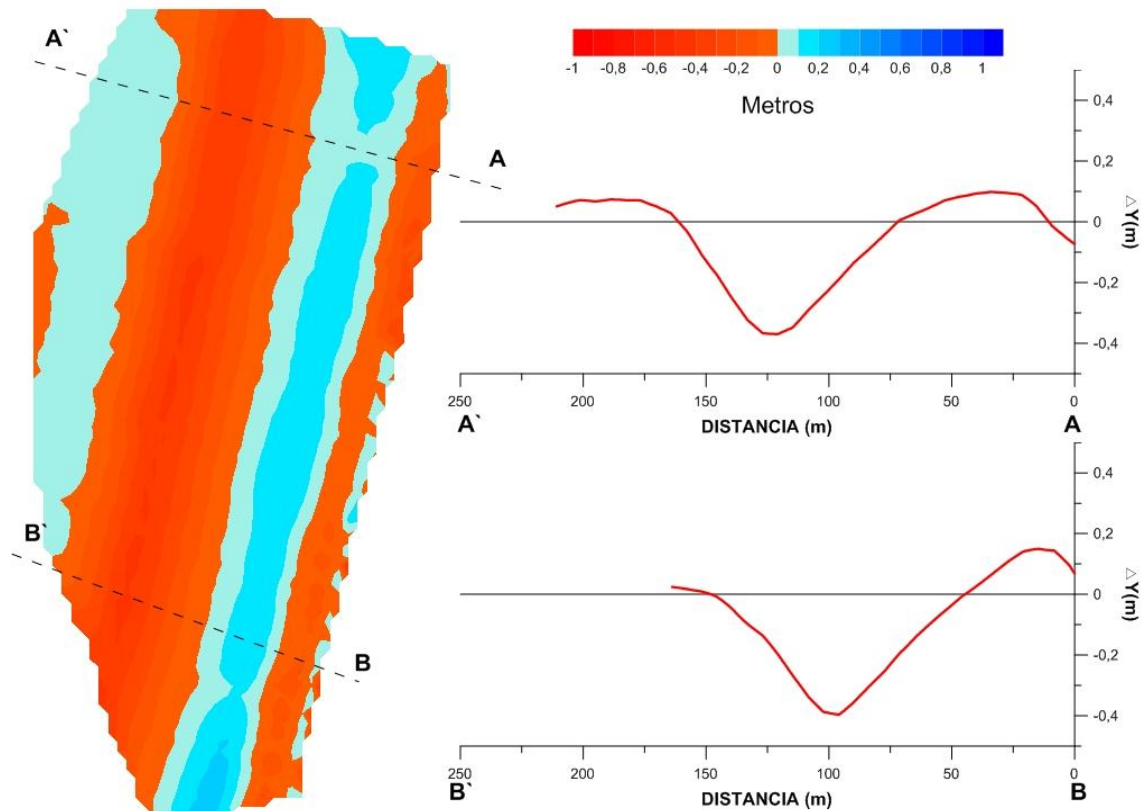 A`
A
B`
B
-1 -0,8 -0,6 -0,4 -0,2 0 0,2 0,4 0,6 0,8 1
Metros
0,4
0,2
0
-0,2
-0,4
△Y(m)
250 200 150 100 50 0
A` DISTANCIA (m) A
0,4
0,2
0
-0,2
-0,4
△Y(m)
250 200 150 100 50 0
B` DISTANCIA (m) B